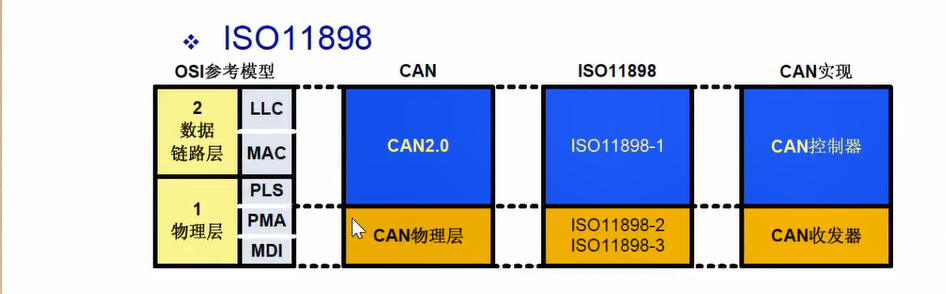 ❖ ISO11898
OSI参考模型 CAN ISO11898 CAN实现
2
数据
链路层
LLC
MAC
1
物理层
PLS
PMA
MDI
CAN2.0
CAN物理层
ISO11898-1
ISO11898-2
ISO11898-3
CAN控制器
CAN收发器